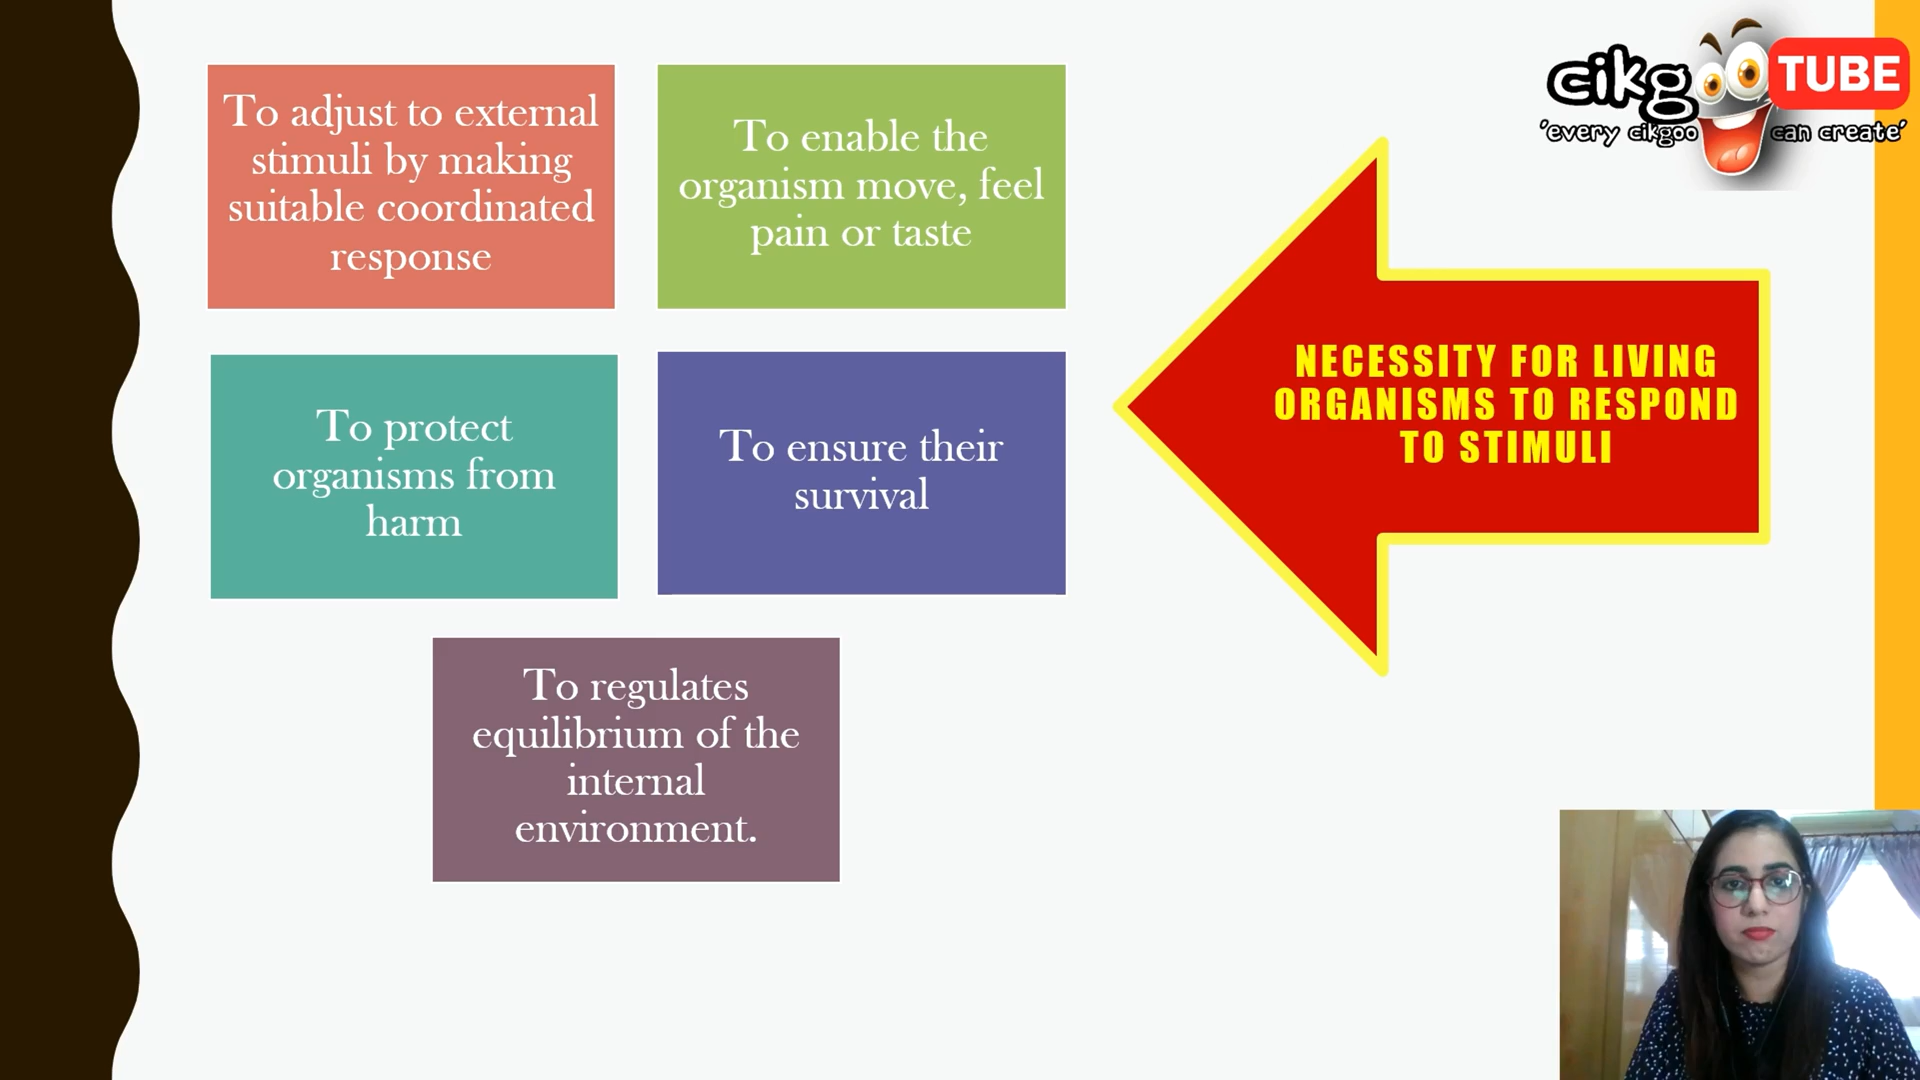 To adjust to external
stimuli by making
suitable coordinated
response
To enable the
organism move, feel
pain or taste
To protect
organisms from
harm
To ensure their
survival
To regulates
equilibrium of the
internal
environment.
NECESSITY FOR LIVING
ORGANISMS TO RESPOND
TO STIMULI
cikgoo TUBE
'every cikgoo can create'